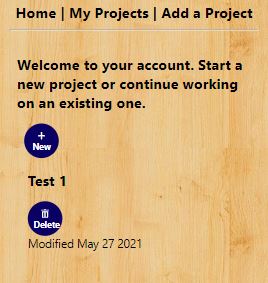 Home | My Projects | Add a Project
Welcome to your account. Start a
new project or continue working
on an existing one.
+
New
Test 1
Delete
Modified May 27 2021